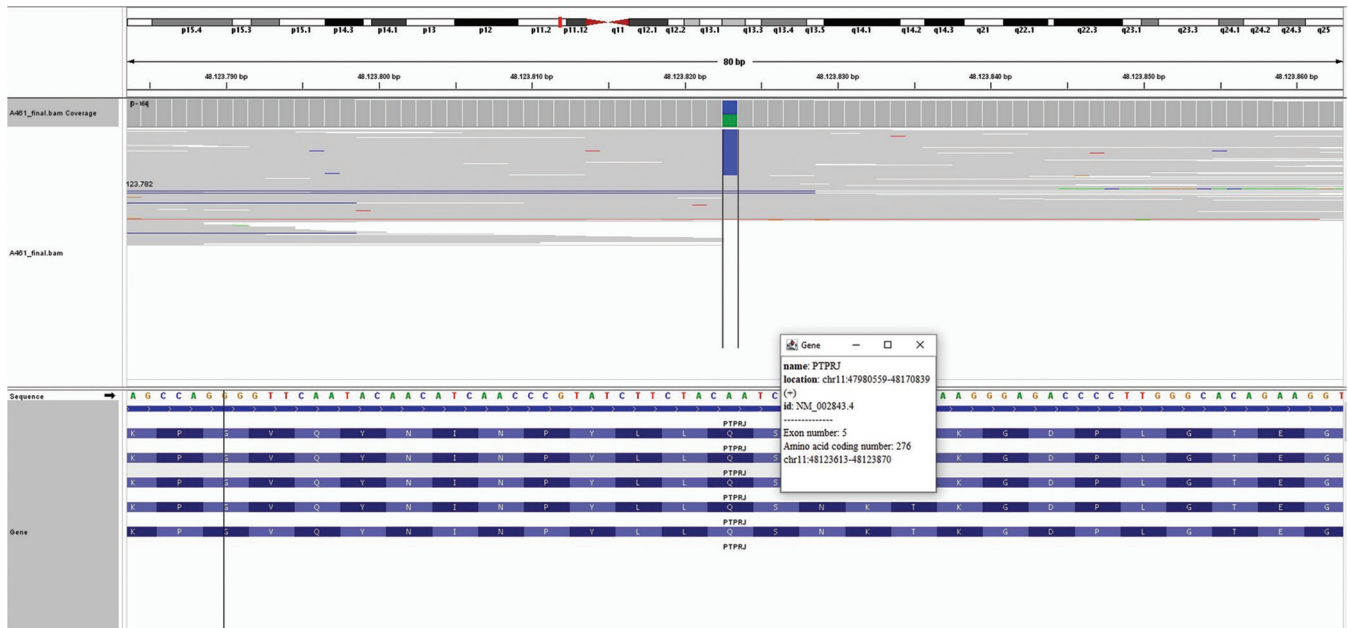 p15.4 p15.3 p15.1 p14.3 p14.1 p13 p12 p11.2 p11.12 q11 q12.1 q12.2 q13.1 q13.3 q13.4 q13.5 q14.1 q14.2 q14.3 q21 q22.1 q22.3 q23.1 q23.3 q24.1 q24.2 q24.3 q25
80 bp
48.123.790 bp 48.123.800 bp 48.123.810 bp 48.123.820 bp 48.123.830 bp 48.123.840 bp 48.123.850 bp 48.123.860 bp
A461_final.bam Coverage
123.782
A461_final.bam
Gene
name: PTPRJ
location: chr11:47980559-48170839
(+)
id: NM_002843.4
--------------
Exon number: 5
Amino acid coding number: 276
chr11:48123613-48123870
Sequence
A G C C A G G G G T T C A A T A C A A C A T C A A C C C G T A T C T T C T A C A A T C A A G G G A G A C C C C T T G G G C A C A G A A G G T
PTPRJ
K P G V Q Y N I N P Y L L Q S K G D P L G T E G
PTPRJ
K P G V Q Y N I N P Y L L Q S K G D P L G T E G
PTPRJ
K P G V Q Y N I N P Y L L Q S K G D P L G T E G
PTPRJ
K P G V Q Y N I N P Y L L Q S N K T K G D P L G T E G
PTPRJ
K P G V Q Y N I N P Y L L Q S N K T K G D P L G T E G
PTPRJ
Gene